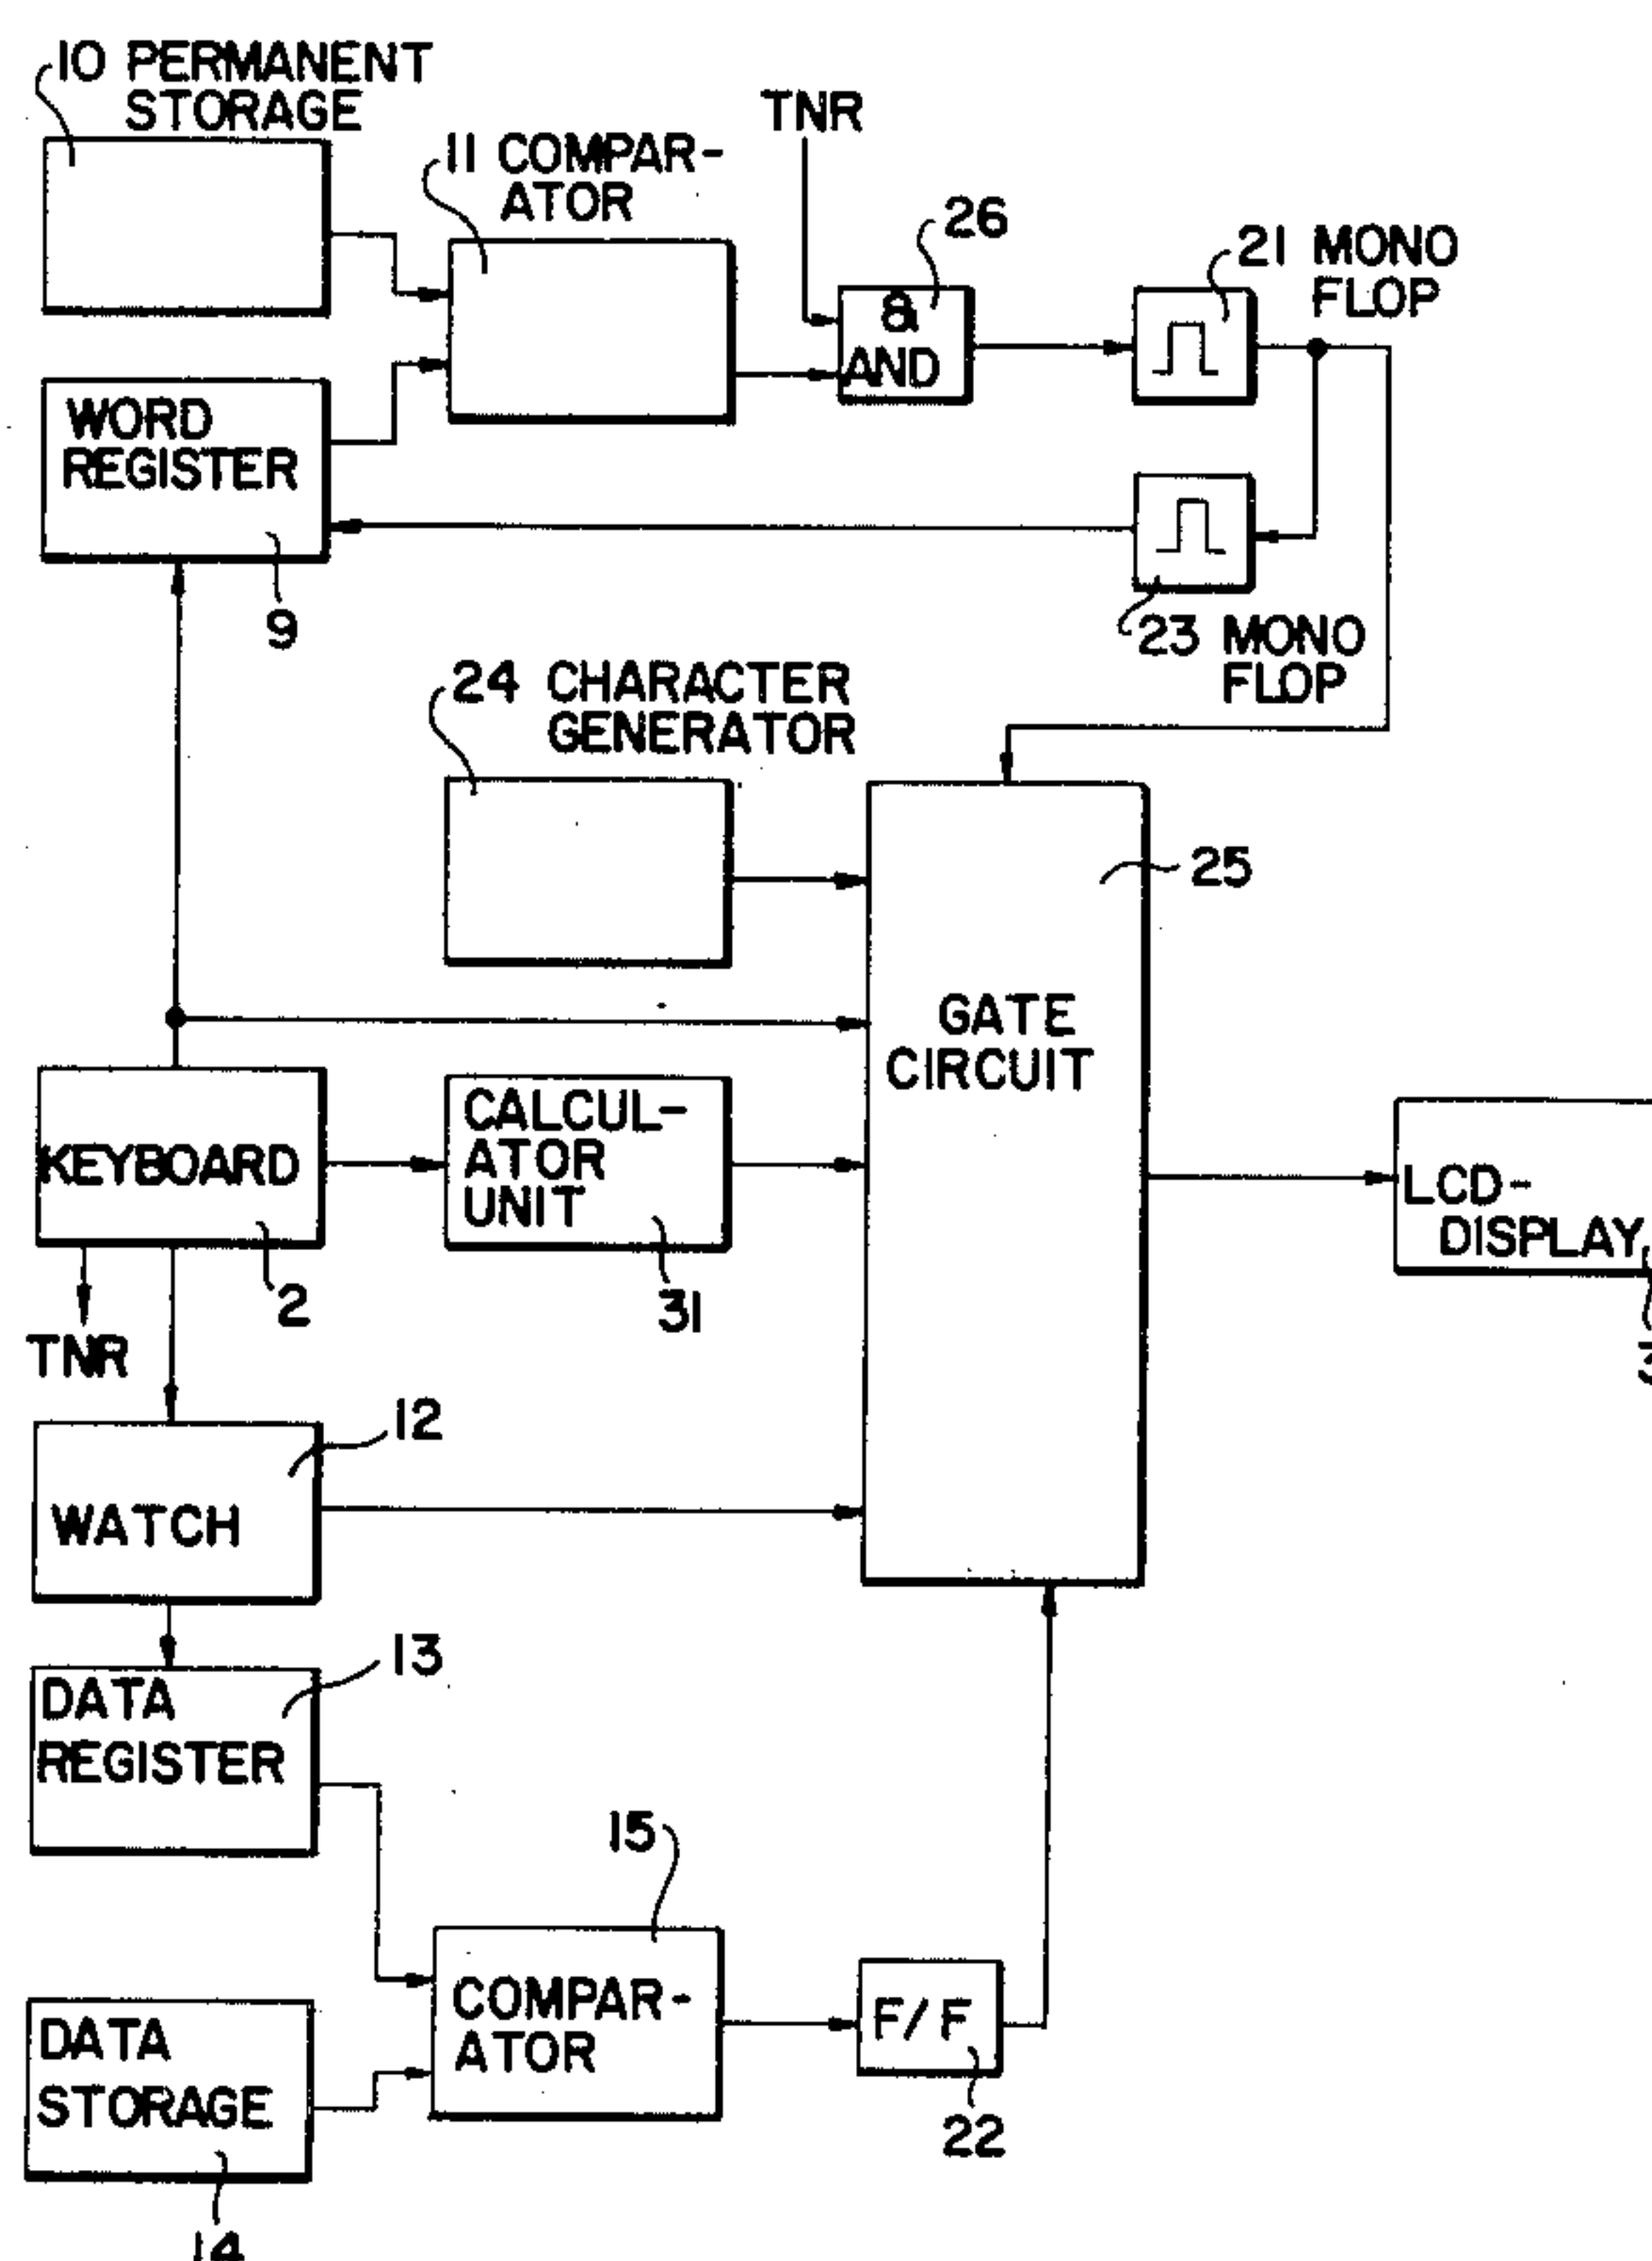 10 PERMANENT
STORAGE
11 COMPAR-
ATOR
TNR
26
21 MONO
FLOP
&
AND
WORD
REGISTER
9
23 MONO
FLOP
24 CHARACTER
GENERATOR
25
GATE
CIRCUIT
KEYBOARD
2
CALCUL-
ATOR
UNIT
31
LCD-
DISPLAY
TNR
12
WATCH
13
DATA
REGISTER
15
COMPAR-
ATOR
F/F
22
DATA
STORAGE
14